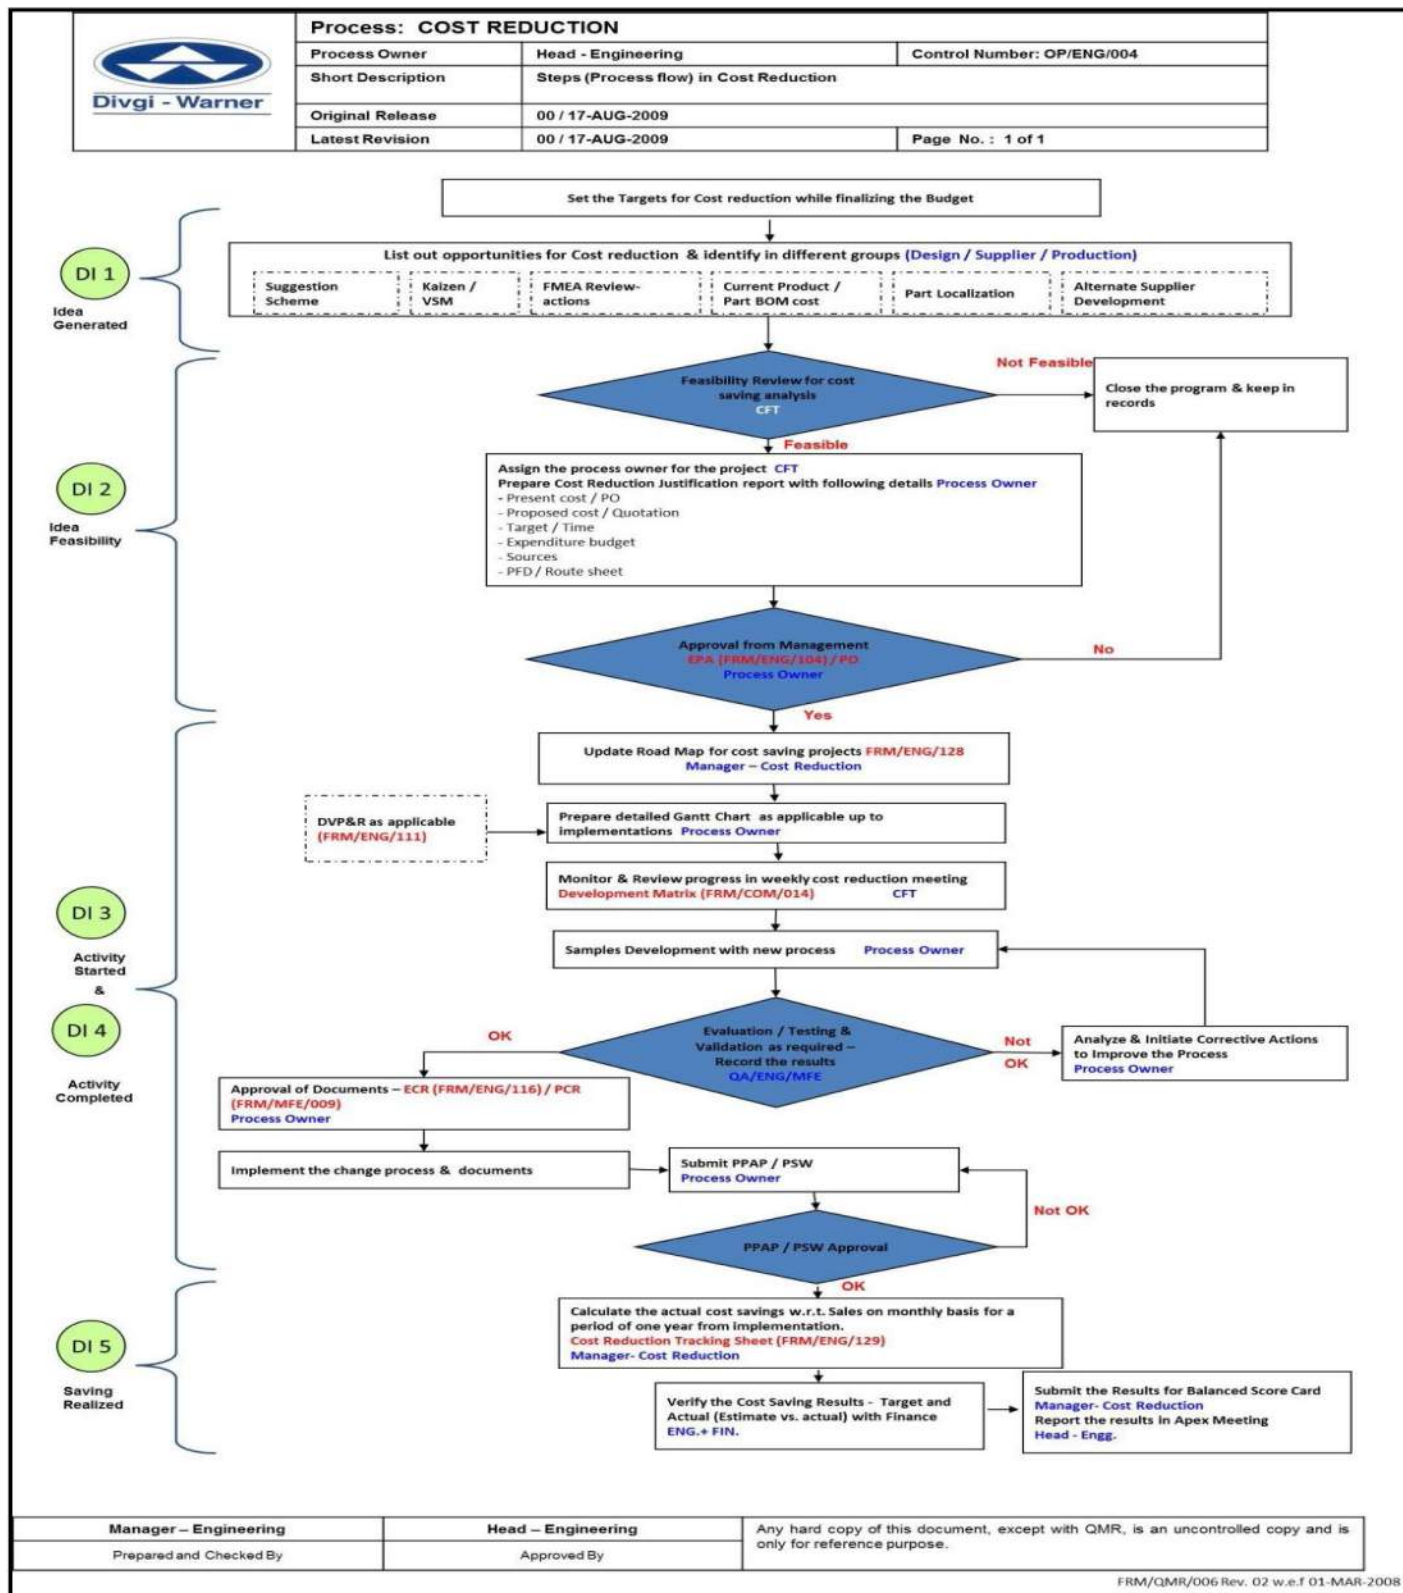 Divgi - Warner
Process: COST REDUCTION
Process Owner
Head - Engineering
Control Number: OP/ENG/004
Short Description
Steps (Process flow) in Cost Reduction
Original Release
00 / 17-AUG-2009
Latest Revision
00 / 17-AUG-2009
Page No. : 1 of 1
Set the Targets for Cost reduction while finalizing the Budget
DI 1
Idea
Generated
List out opportunities for Cost reduction & identify in different groups (Design / Supplier / Production)
Suggestion
Scheme
Kaizen /
VSM
FMEA Review-
actions
Current Product /
Part BOM cost
Part Localization
Alternate Supplier
Development
Feasibility Review for cost
saving analysis
CFT
Not Feasible
Close the program & keep in
records
Feasible
DI 2
Idea
Feasibility
Assign the process owner for the project CFT
Prepare Cost Reduction Justification report with following details Process Owner
- Present cost / PO
- Proposed cost / Quotation
- Target / Time
- Expenditure budget
- Sources
- PFD / Route sheet
Approval from Management
EPA (FRM/ENG/104) / PO
Process Owner
No
Yes
Update Road Map for cost saving projects FRM/ENG/128
Manager – Cost Reduction
DVP&R as applicable
(FRM/ENG/111)
Prepare detailed Gantt Chart as applicable up to
implementations Process Owner
Monitor & Review progress in weekly cost reduction meeting
Development Matrix (FRM/COM/014) CFT
DI 3
Activity
Started
&
DI 4
Activity
Completed
Samples Development with new process Process Owner
Evaluation / Testing &
Validation as required –
Record the results
QA/ENG/MFE
OK
Not
OK
Analyze & Initiate Corrective Actions
to Improve the Process
Process Owner
Approval of Documents – ECR (FRM/ENG/116) / PCR
(FRM/MFE/009)
Process Owner
Implement the change process & documents
Submit PPAP / PSW
Process Owner
Not OK
PPAP / PSW Approval
OK
DI 5
Saving
Realized
Calculate the actual cost savings w.r.t. Sales on monthly basis for a
period of one year from implementation.
Cost Reduction Tracking Sheet (FRM/ENG/129)
Manager- Cost Reduction
Verify the Cost Saving Results - Target and
Actual (Estimate vs. actual) with Finance
ENG.+ FIN.
Submit the Results for Balanced Score Card
Manager- Cost Reduction
Report the results in Apex Meeting
Head - Engg.
Manager – Engineering
Prepared and Checked By
Head – Engineering
Approved By
Any hard copy of this document, except with QMR, is an uncontrolled copy and is
only for reference purpose.
FRM/QMR/006 Rev. 02 w.e.f 01-MAR-2008